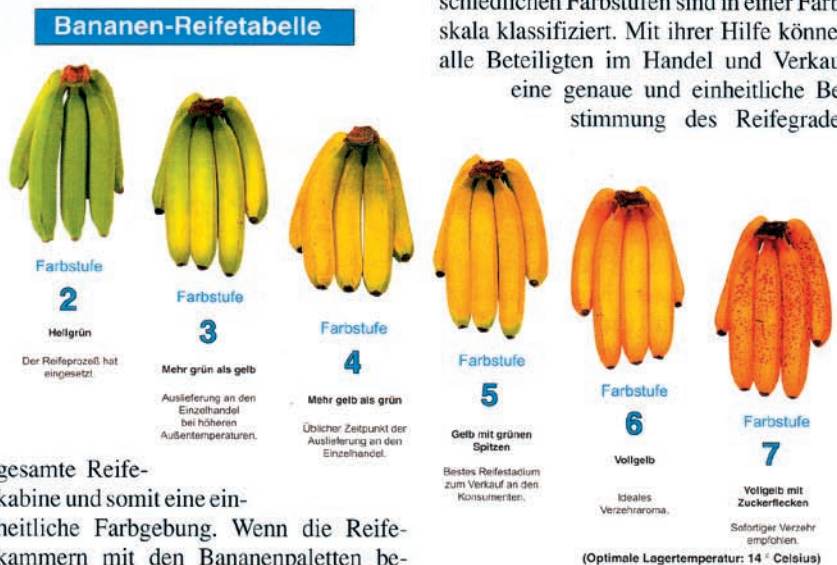 Bananen-Reifetabelle
schiedlichen Farbstufen sind in einer Farb
skala klassifiziert. Mit ihrer Hilfe könne
alle Beteiligten im Handel und Verkau
eine genaue und einheitliche Be
stimmung des Reifegrade
Farbstufe
2
Hellgrün
Der Reifeprozeß hat
eingesetzt.
Farbstufe
3
Mehr grün als gelb
Auslieferung an den
Einzelhandel
bei höheren
Außentemperaturen.
Farbstufe
4
Mehr gelb als grün
Üblicher Zeitpunkt der
Auslieferung an den
Einzelhandel.
Farbstufe
5
Gelb mit grünen
Spitzen
Bestes Reifestadium
zum Verkauf an den
Konsumenten.
Farbstufe
6
Vollgelb
Ideales
Verzehraroma.
Farbstufe
7
Vollgelb mit
Zuckerflecken
Sofortiger Verzehr
empfohlen.
(Optimale Lagertemperatur: 14 ° Celsius)
gesamte Reife-
kabine und somit eine ein-
heitliche Farbgebung. Wenn die Reife-
kammern mit den Bananenpaletten be-